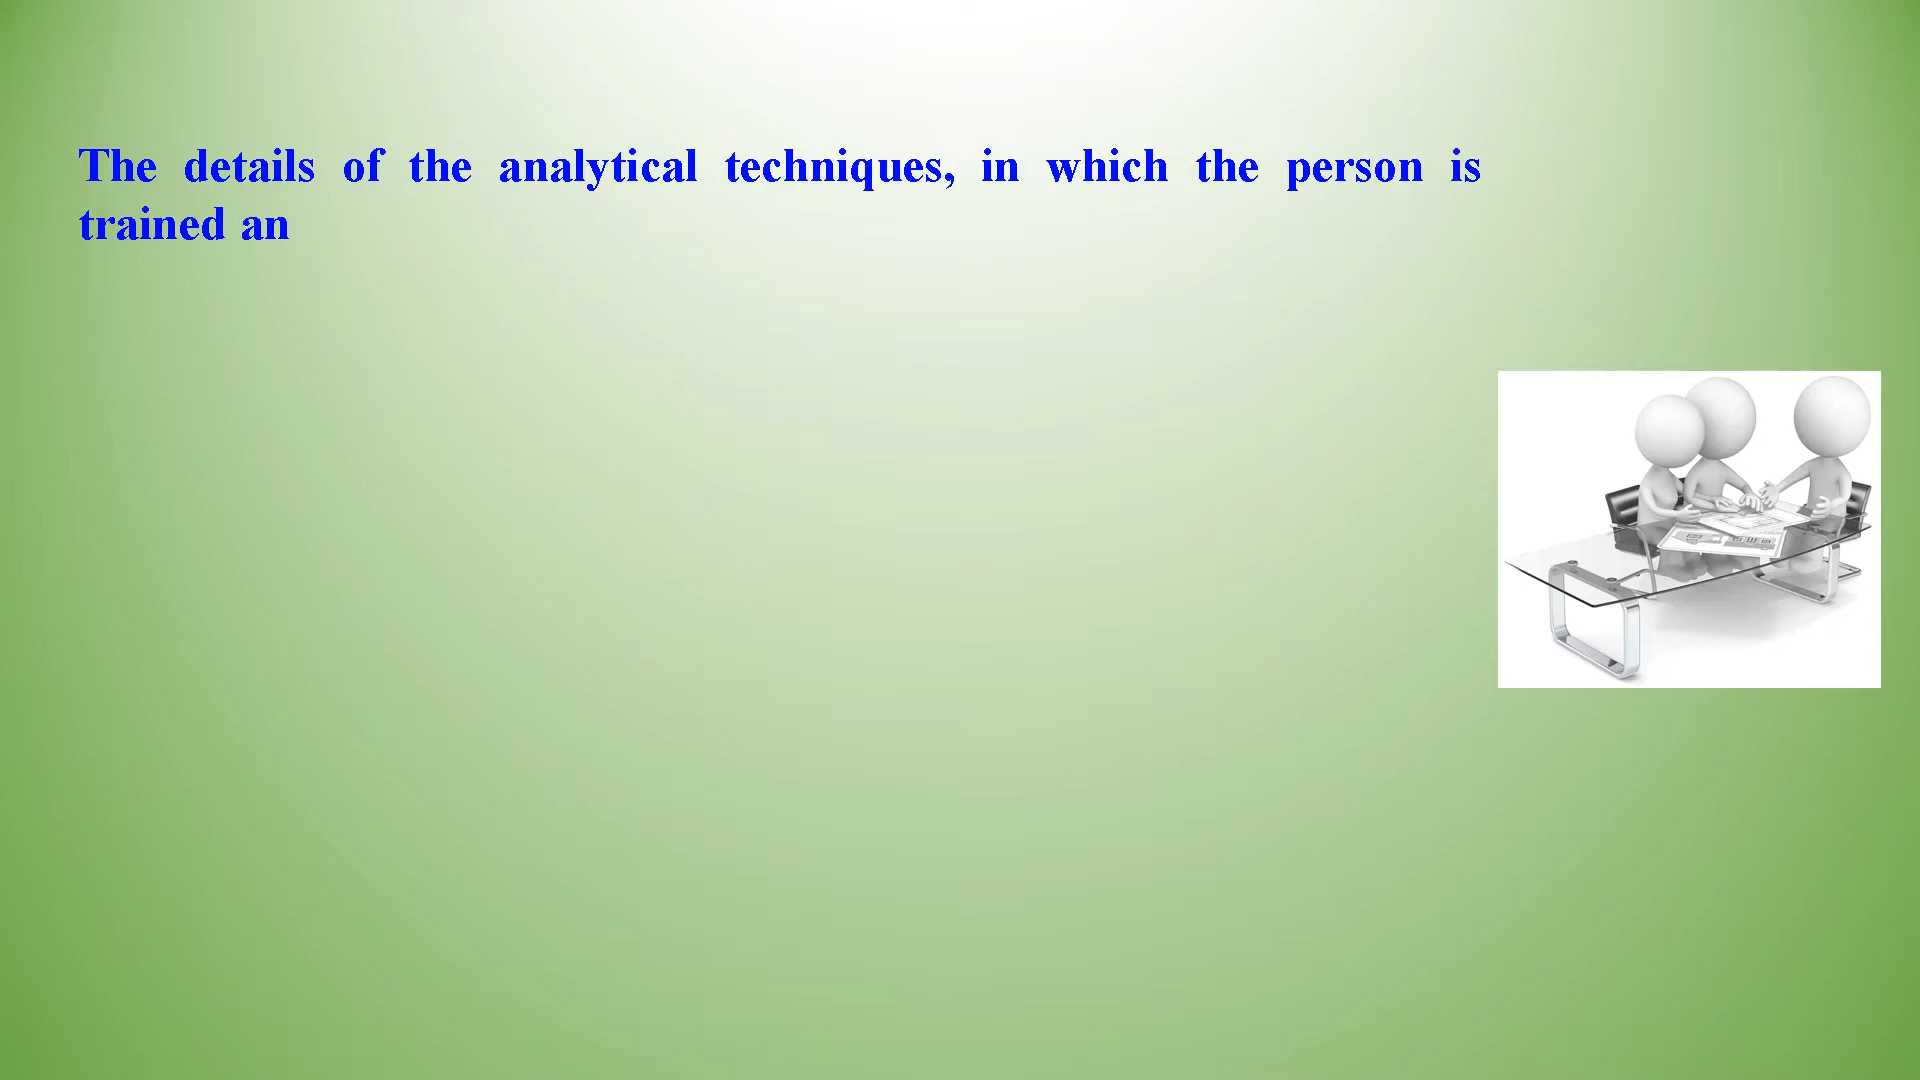 The details of the analytical techniques, in which the person is
trained an